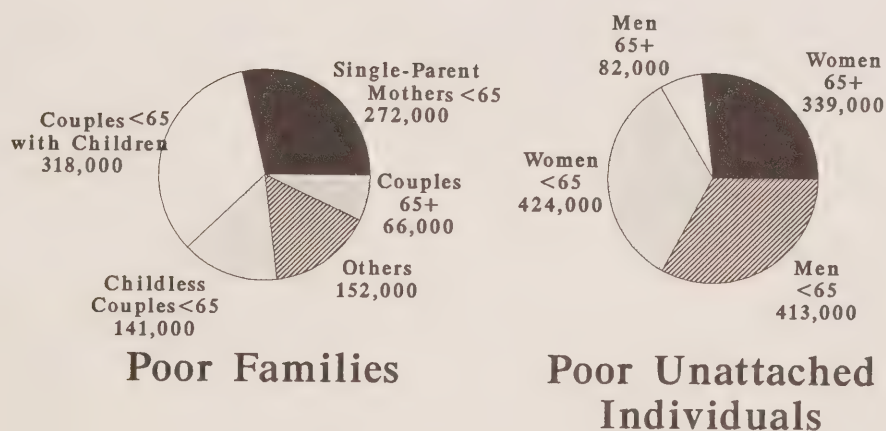 Single-Parent
Mothers <65
272,000
Couples<65
with Children
318,000
Couples
65+
66,000
Others
152,000
Childless
Couples<65
141,000
Poor Families
Men
65+
82,000
Women
65+
339,000
Women
<65
424,000
Men
<65
413,000
Poor Unattached
Individuals